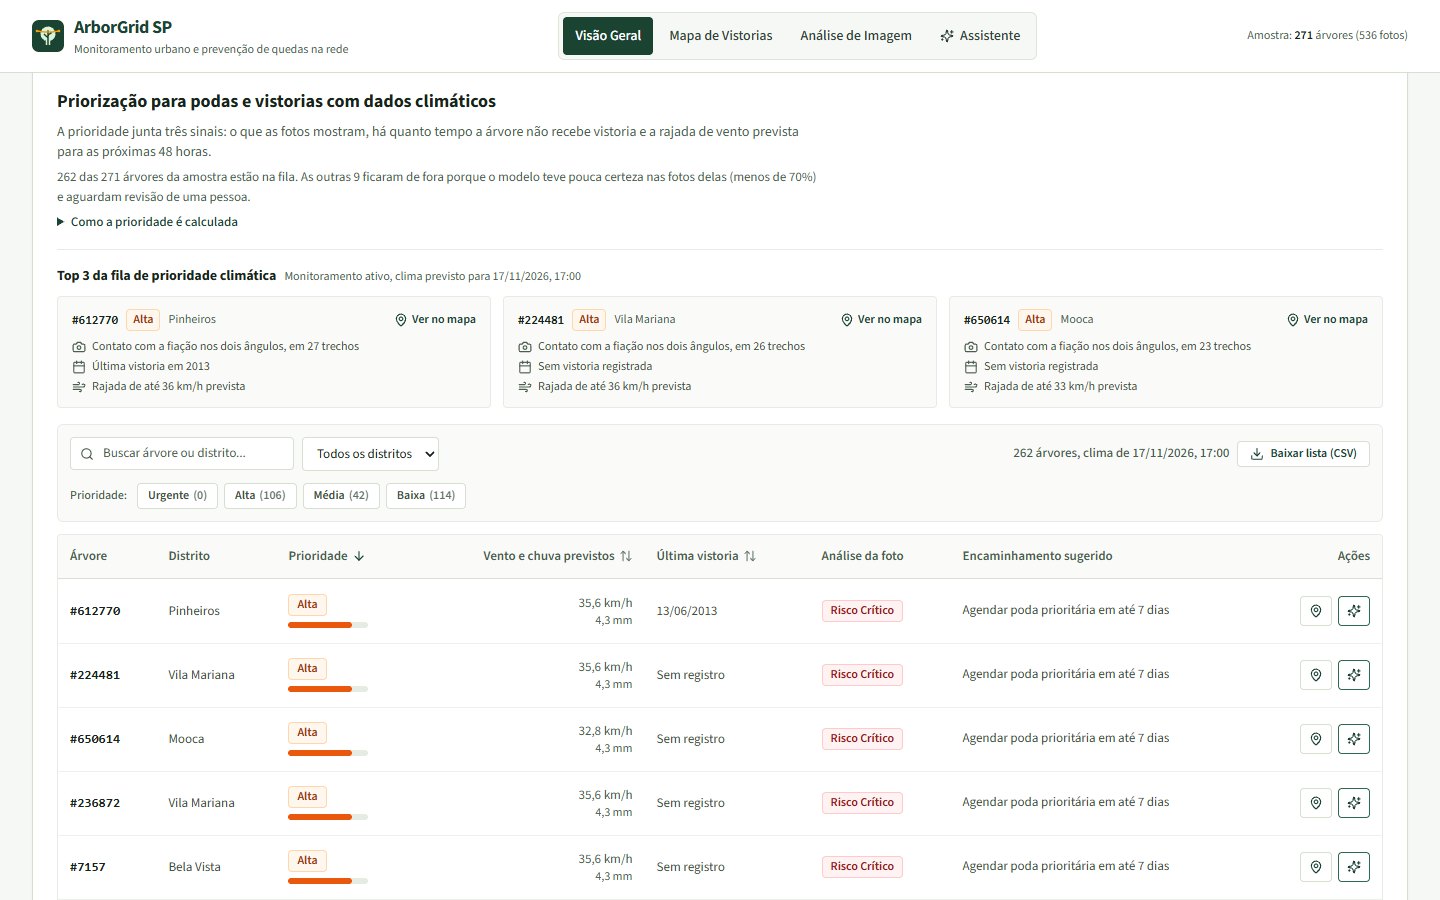 ArborGrid SP
Monitoramento urbano e prevenção de quedas na rede
Visão Geral
Mapa de Vistorias
Análise de Imagem
Assistente
Amostra: 271 árvores (536 fotos)
Priorização para podas e vistorias com dados climáticos
A prioridade junta três sinais: o que as fotos mostram, há quanto tempo a árvore não recebe vistoria e a rajada de vento prevista
para as próximas 48 horas.
262 das 271 árvores da amostra estão na fila. As outras 9 ficaram de fora porque o modelo teve pouca certeza nas fotos delas (menos de 70%)
e aguardam revisão de uma pessoa.
Como a prioridade é calculada
Top 3 da fila de prioridade climática Monitoramento ativo, clima previsto para 17/11/2026, 17:00
#612770 Alta Pinheiros Ver no mapa
Contato com a fiação nos dois ângulos, em 27 trechos
Última vistoria em 2013
Rajada de até 36 km/h prevista
#224481 Alta Vila Mariana Ver no mapa
Contato com a fiação nos dois ângulos, em 26 trechos
Sem vistoria registrada
Rajada de até 36 km/h prevista
#650614 Alta Mooca Ver no mapa
Contato com a fiação nos dois ângulos, em 23 trechos
Sem vistoria registrada
Rajada de até 33 km/h prevista
Buscar árvore ou distrito...
Todos os distritos
262 árvores, clima de 17/11/2026, 17:00
Baixar lista (CSV)
Prioridade: Urgente (0) Alta (106) Média (42) Baixa (114)
Árvore Distrito Prioridade Vento e chuva previstos Última vistoria Análise da foto Encaminhamento sugerido Ações
#612770 Pinheiros Alta 35,6 km/h 4,3 mm 13/06/2013 Risco Crítico Agendar poda prioritária em até 7 dias
#224481 Vila Mariana Alta 35,6 km/h 4,3 mm Sem registro Risco Crítico Agendar poda prioritária em até 7 dias
#650614 Mooca Alta 32,8 km/h 4,3 mm Sem registro Risco Crítico Agendar poda prioritária em até 7 dias
#236872 Vila Mariana Alta 35,6 km/h 4,3 mm Sem registro Risco Crítico Agendar poda prioritária em até 7 dias
#7157 Bela Vista Alta 35,6 km/h 4,3 mm Sem registro Risco Crítico Agendar poda prioritária em até 7 dias